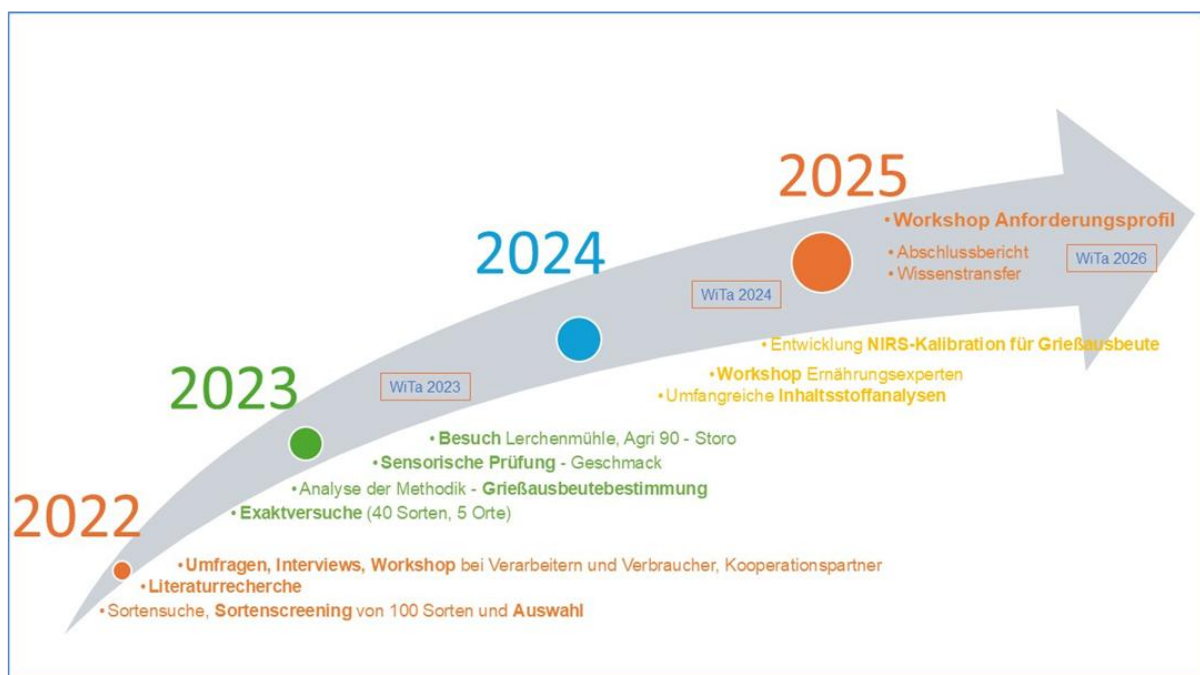 2025
• Workshop Anforderungsprofil
• Abschlussbericht
WiTa 2026
• Wissenstransfer
2024
WiTa 2024
• Entwicklung NIRS-Kalibration für Grießausbeute
• Workshop Ernährungsexperten
• Umfangreiche Inhaltsstoffanalysen
2023
WiTa 2023
• Besuch Lerchenmühle, Agri 90 - Storo
• Sensorische Prüfung - Geschmack
• Analyse der Methodik - Grießausbeutebestimmung
• Exaktversuche (40 Sorten, 5 Orte)
2022
• Umfragen, Interviews, Workshop bei Verarbeitern und Verbraucher, Kooperationspartner
• Literaturrecherche
• Sortensuche, Sortenscreening von 100 Sorten und Auswahl